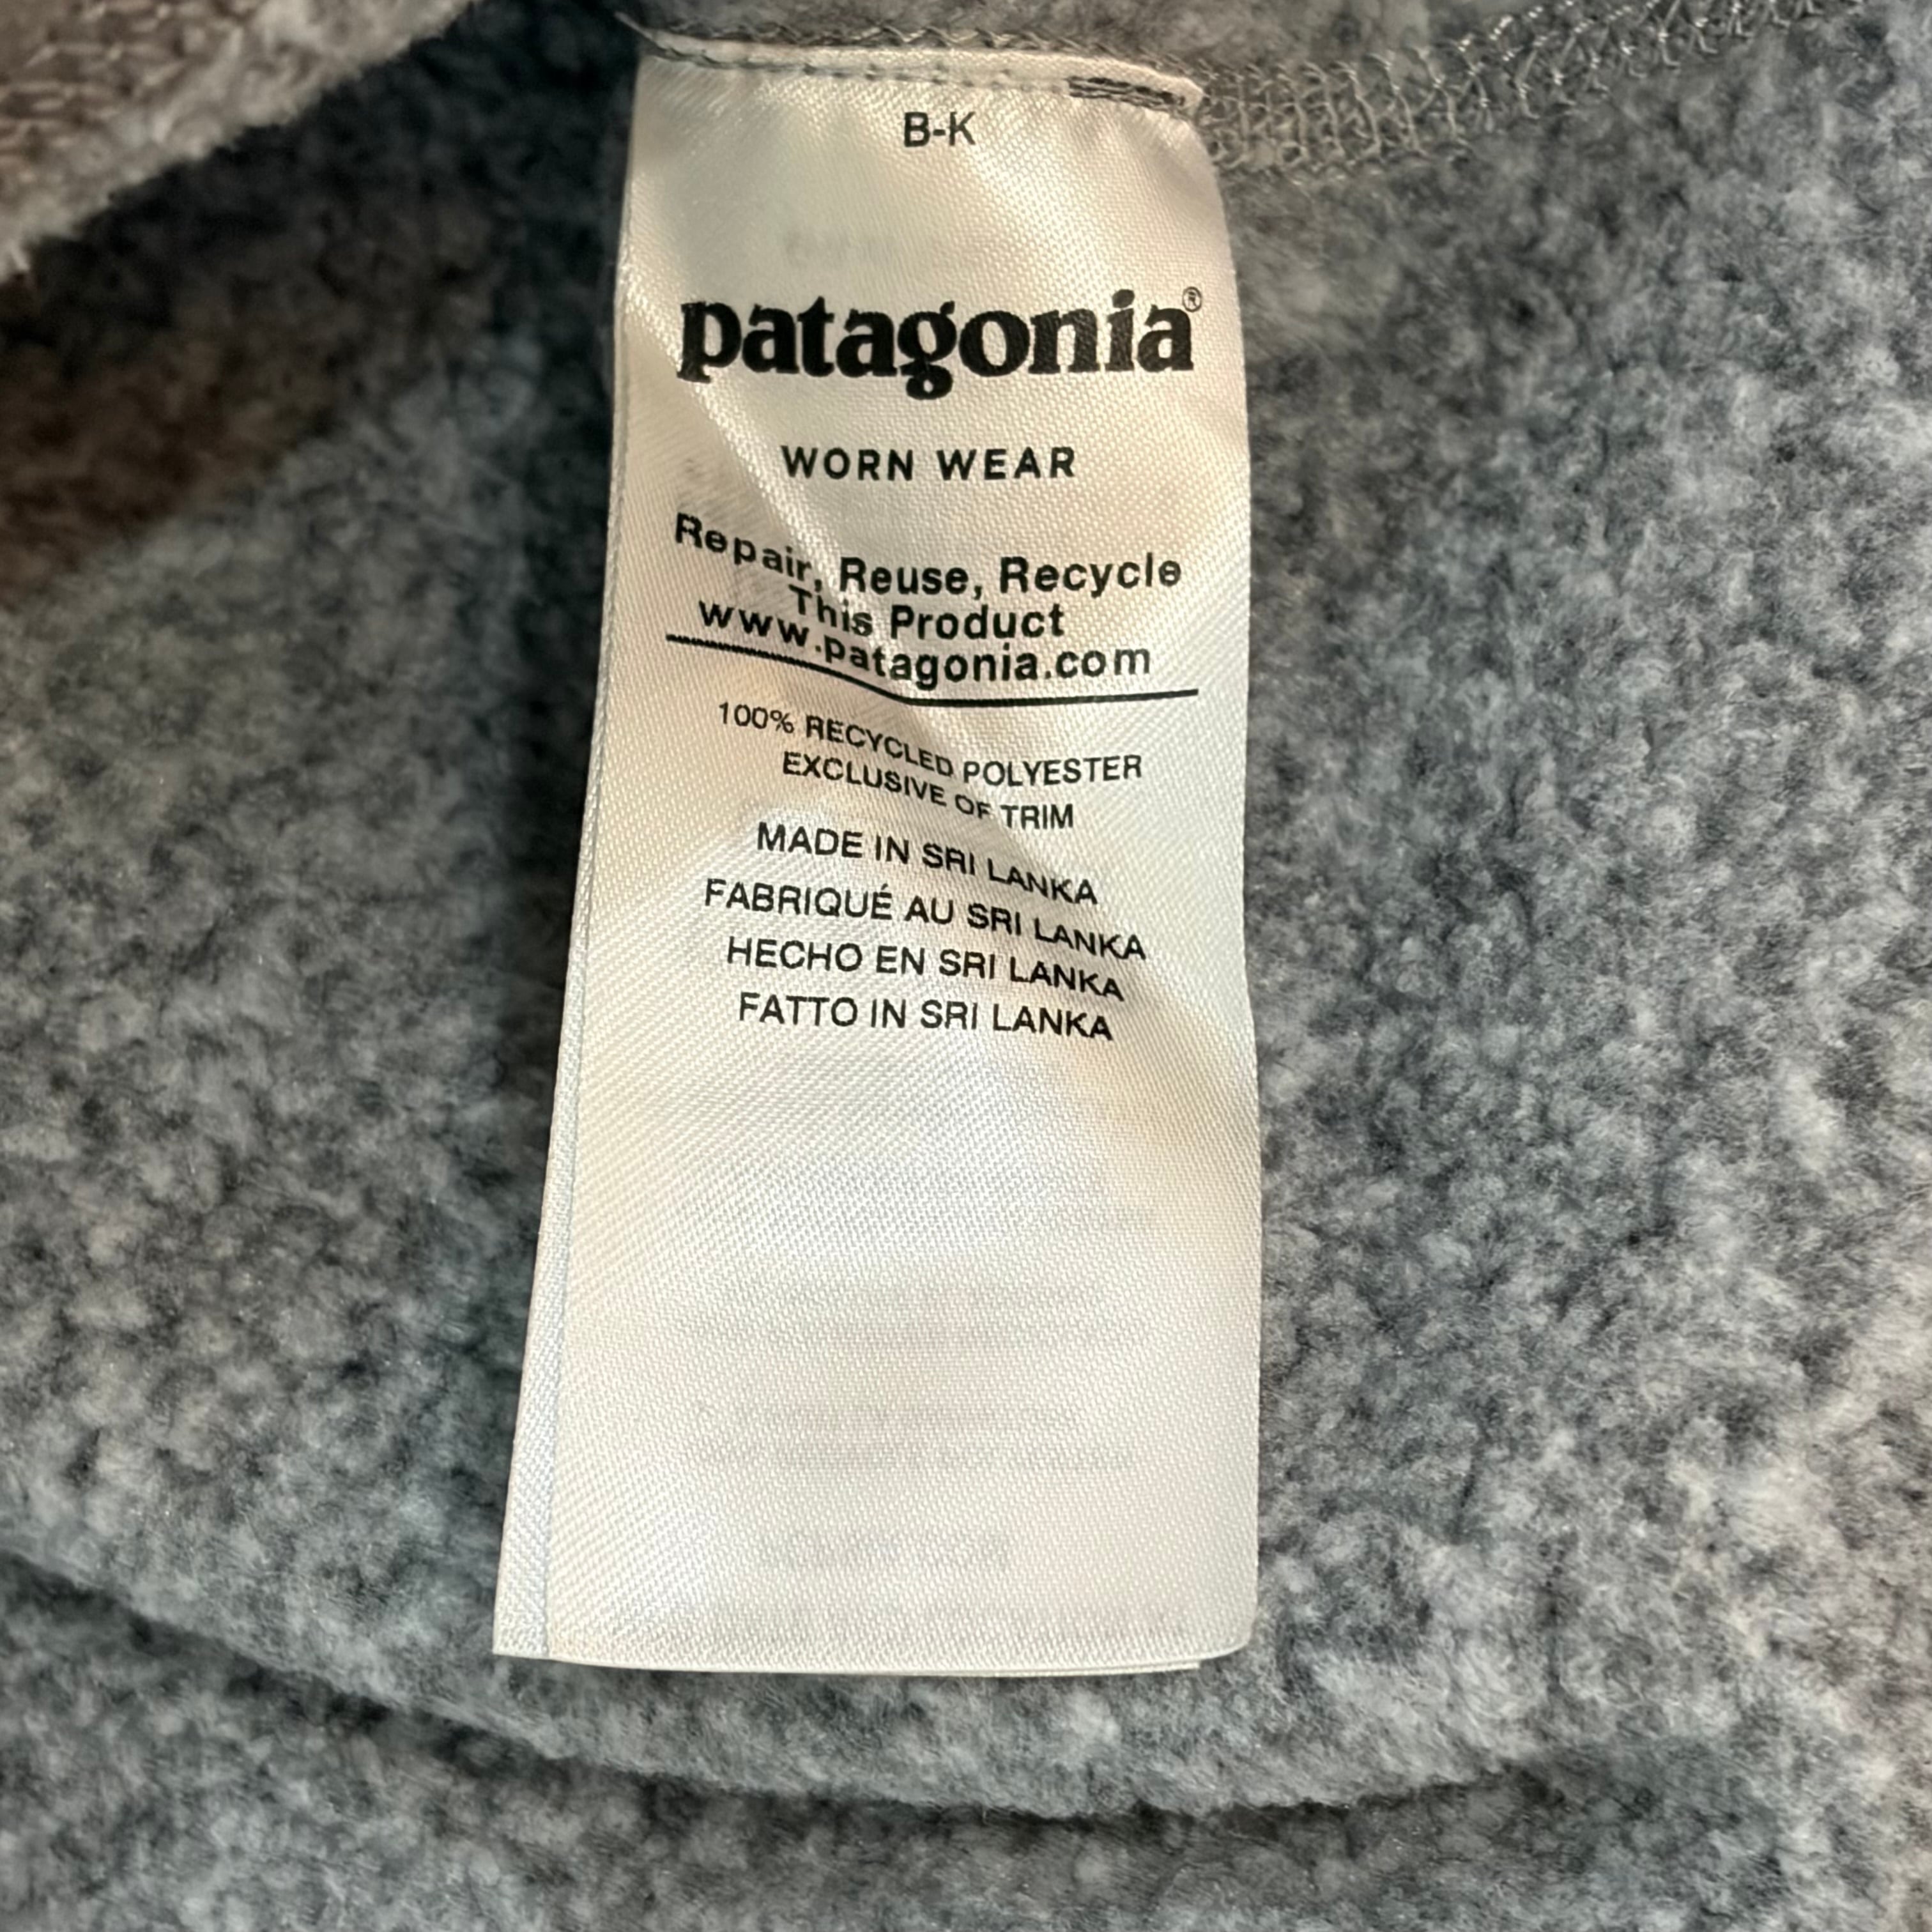 B-K
patagonia®
WORN WEAR
Repair, Reuse, Recycle
This Product
www.patagonia.com
100% RECYCLED POLYESTER
EXCLUSIVE OF TRIM
MADE IN SRI LANKA
FABRIQUÉ AU SRI LANKA
HECHO EN SRI LANKA
FATTO IN SRI LANKA